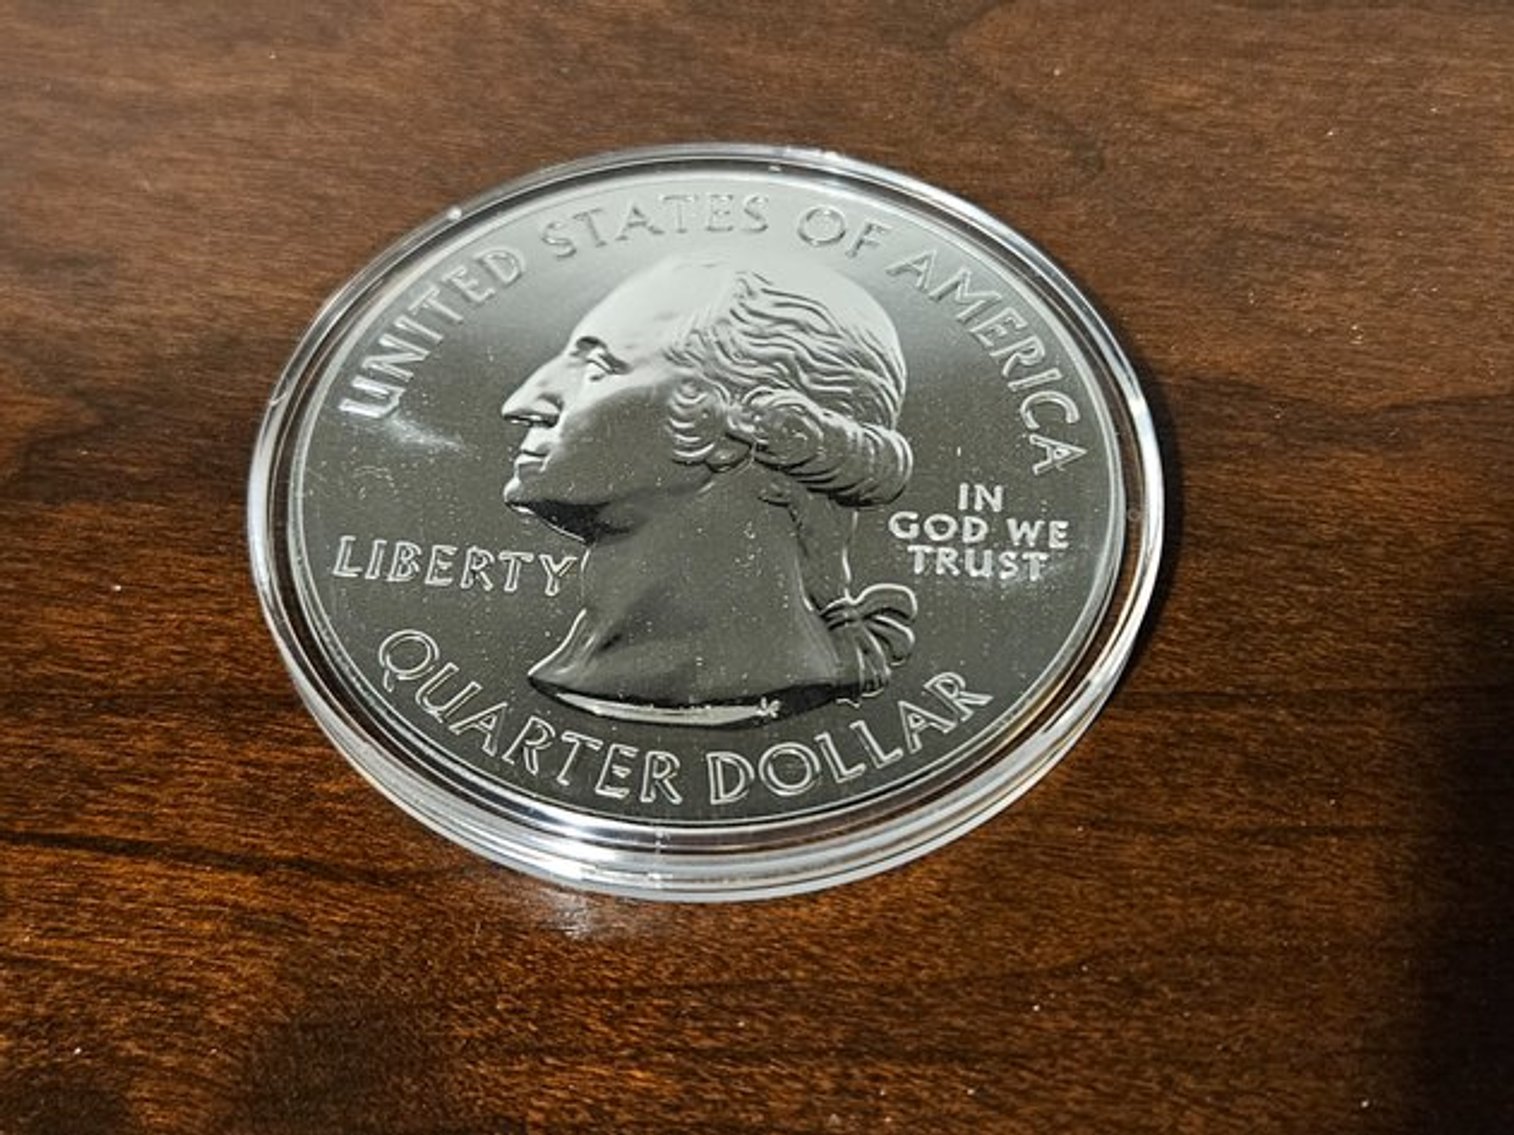 UNITED STATES OF AMERICA
LIBERTY
IN
GOD WE
TRUST
QUARTER DOLLAR